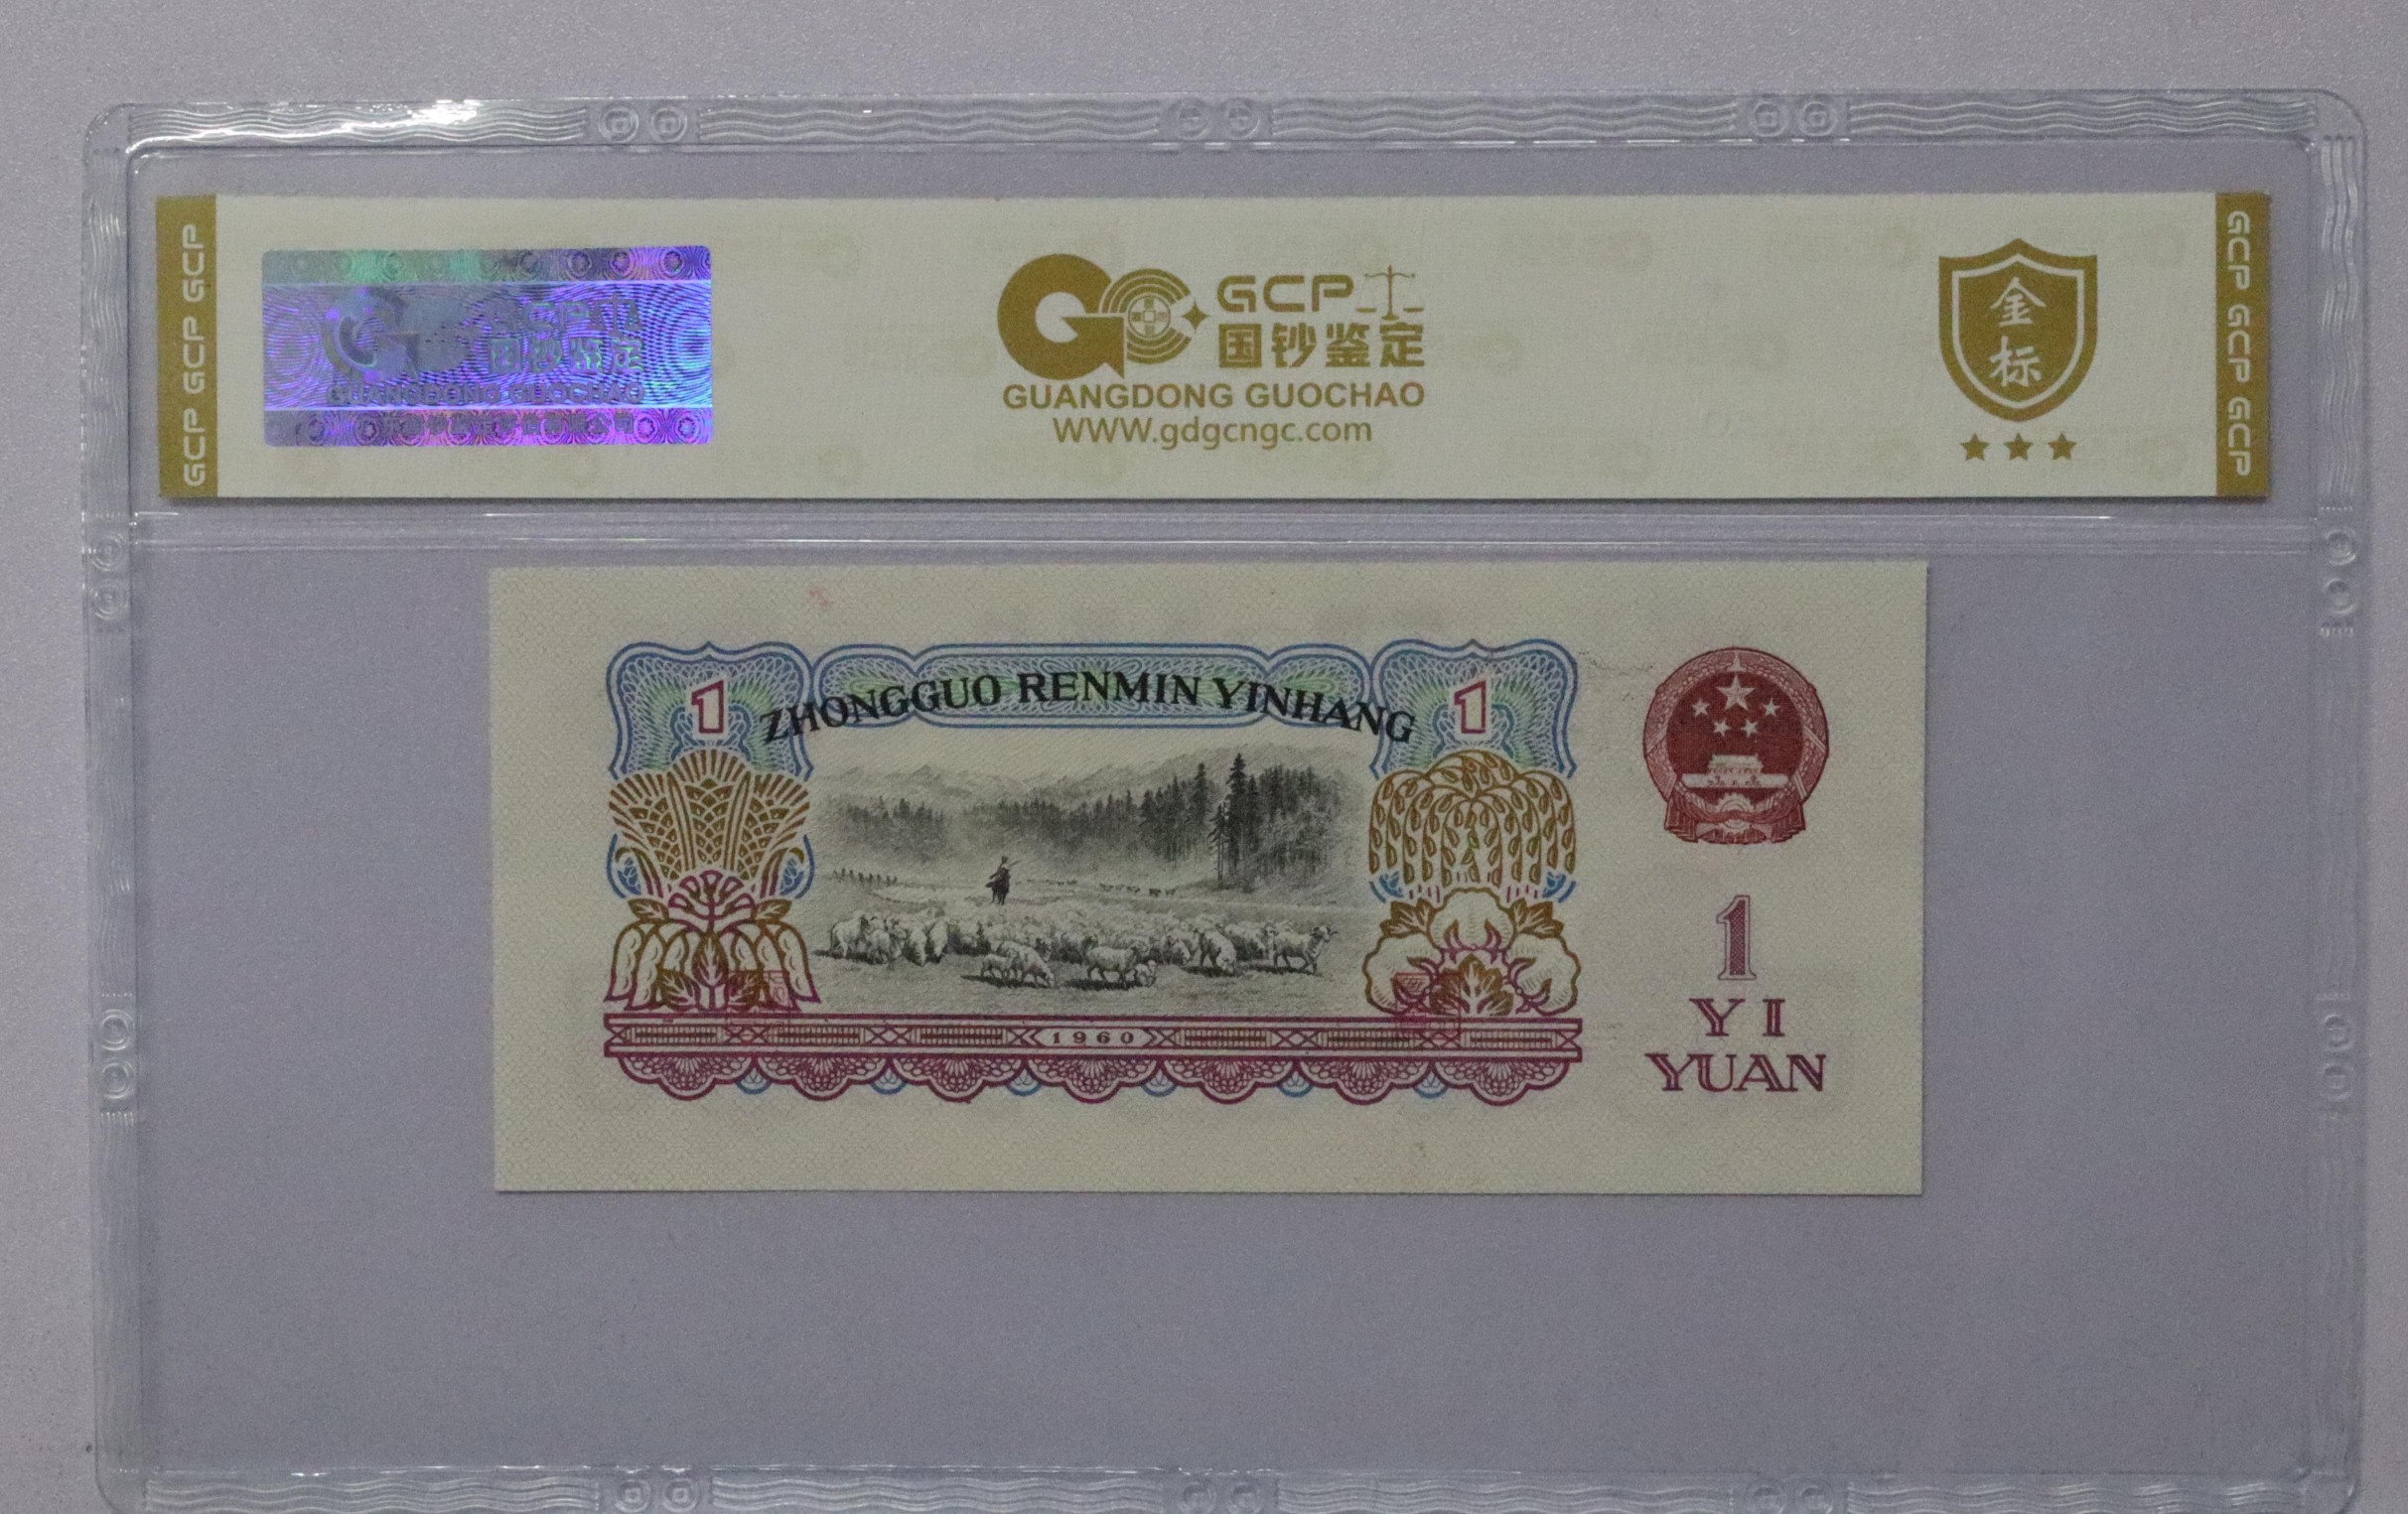 GCP GCP GCP
GCP
国钞鉴定
GUANGDONG GUOCHAO
GCP
国钞鉴定
GUANGDONG GUOCHAO
WWW.gdgcngc.com
金
标
GCP GCP GCP
1
ZHONGGUO RENMIN YINHANG
1
1960
1
YI
YUAN